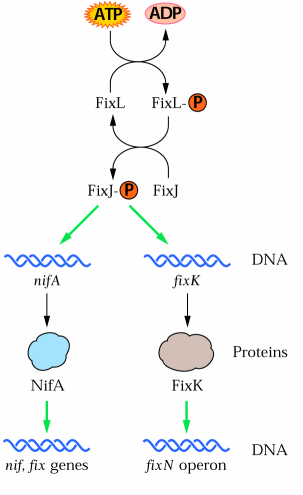 ATP ADP
FixL FixL-P
FixJ-P FixJ
DNA
nifA fixK
Proteins
NifA FixK
DNA
nif, fix genes fixN operon